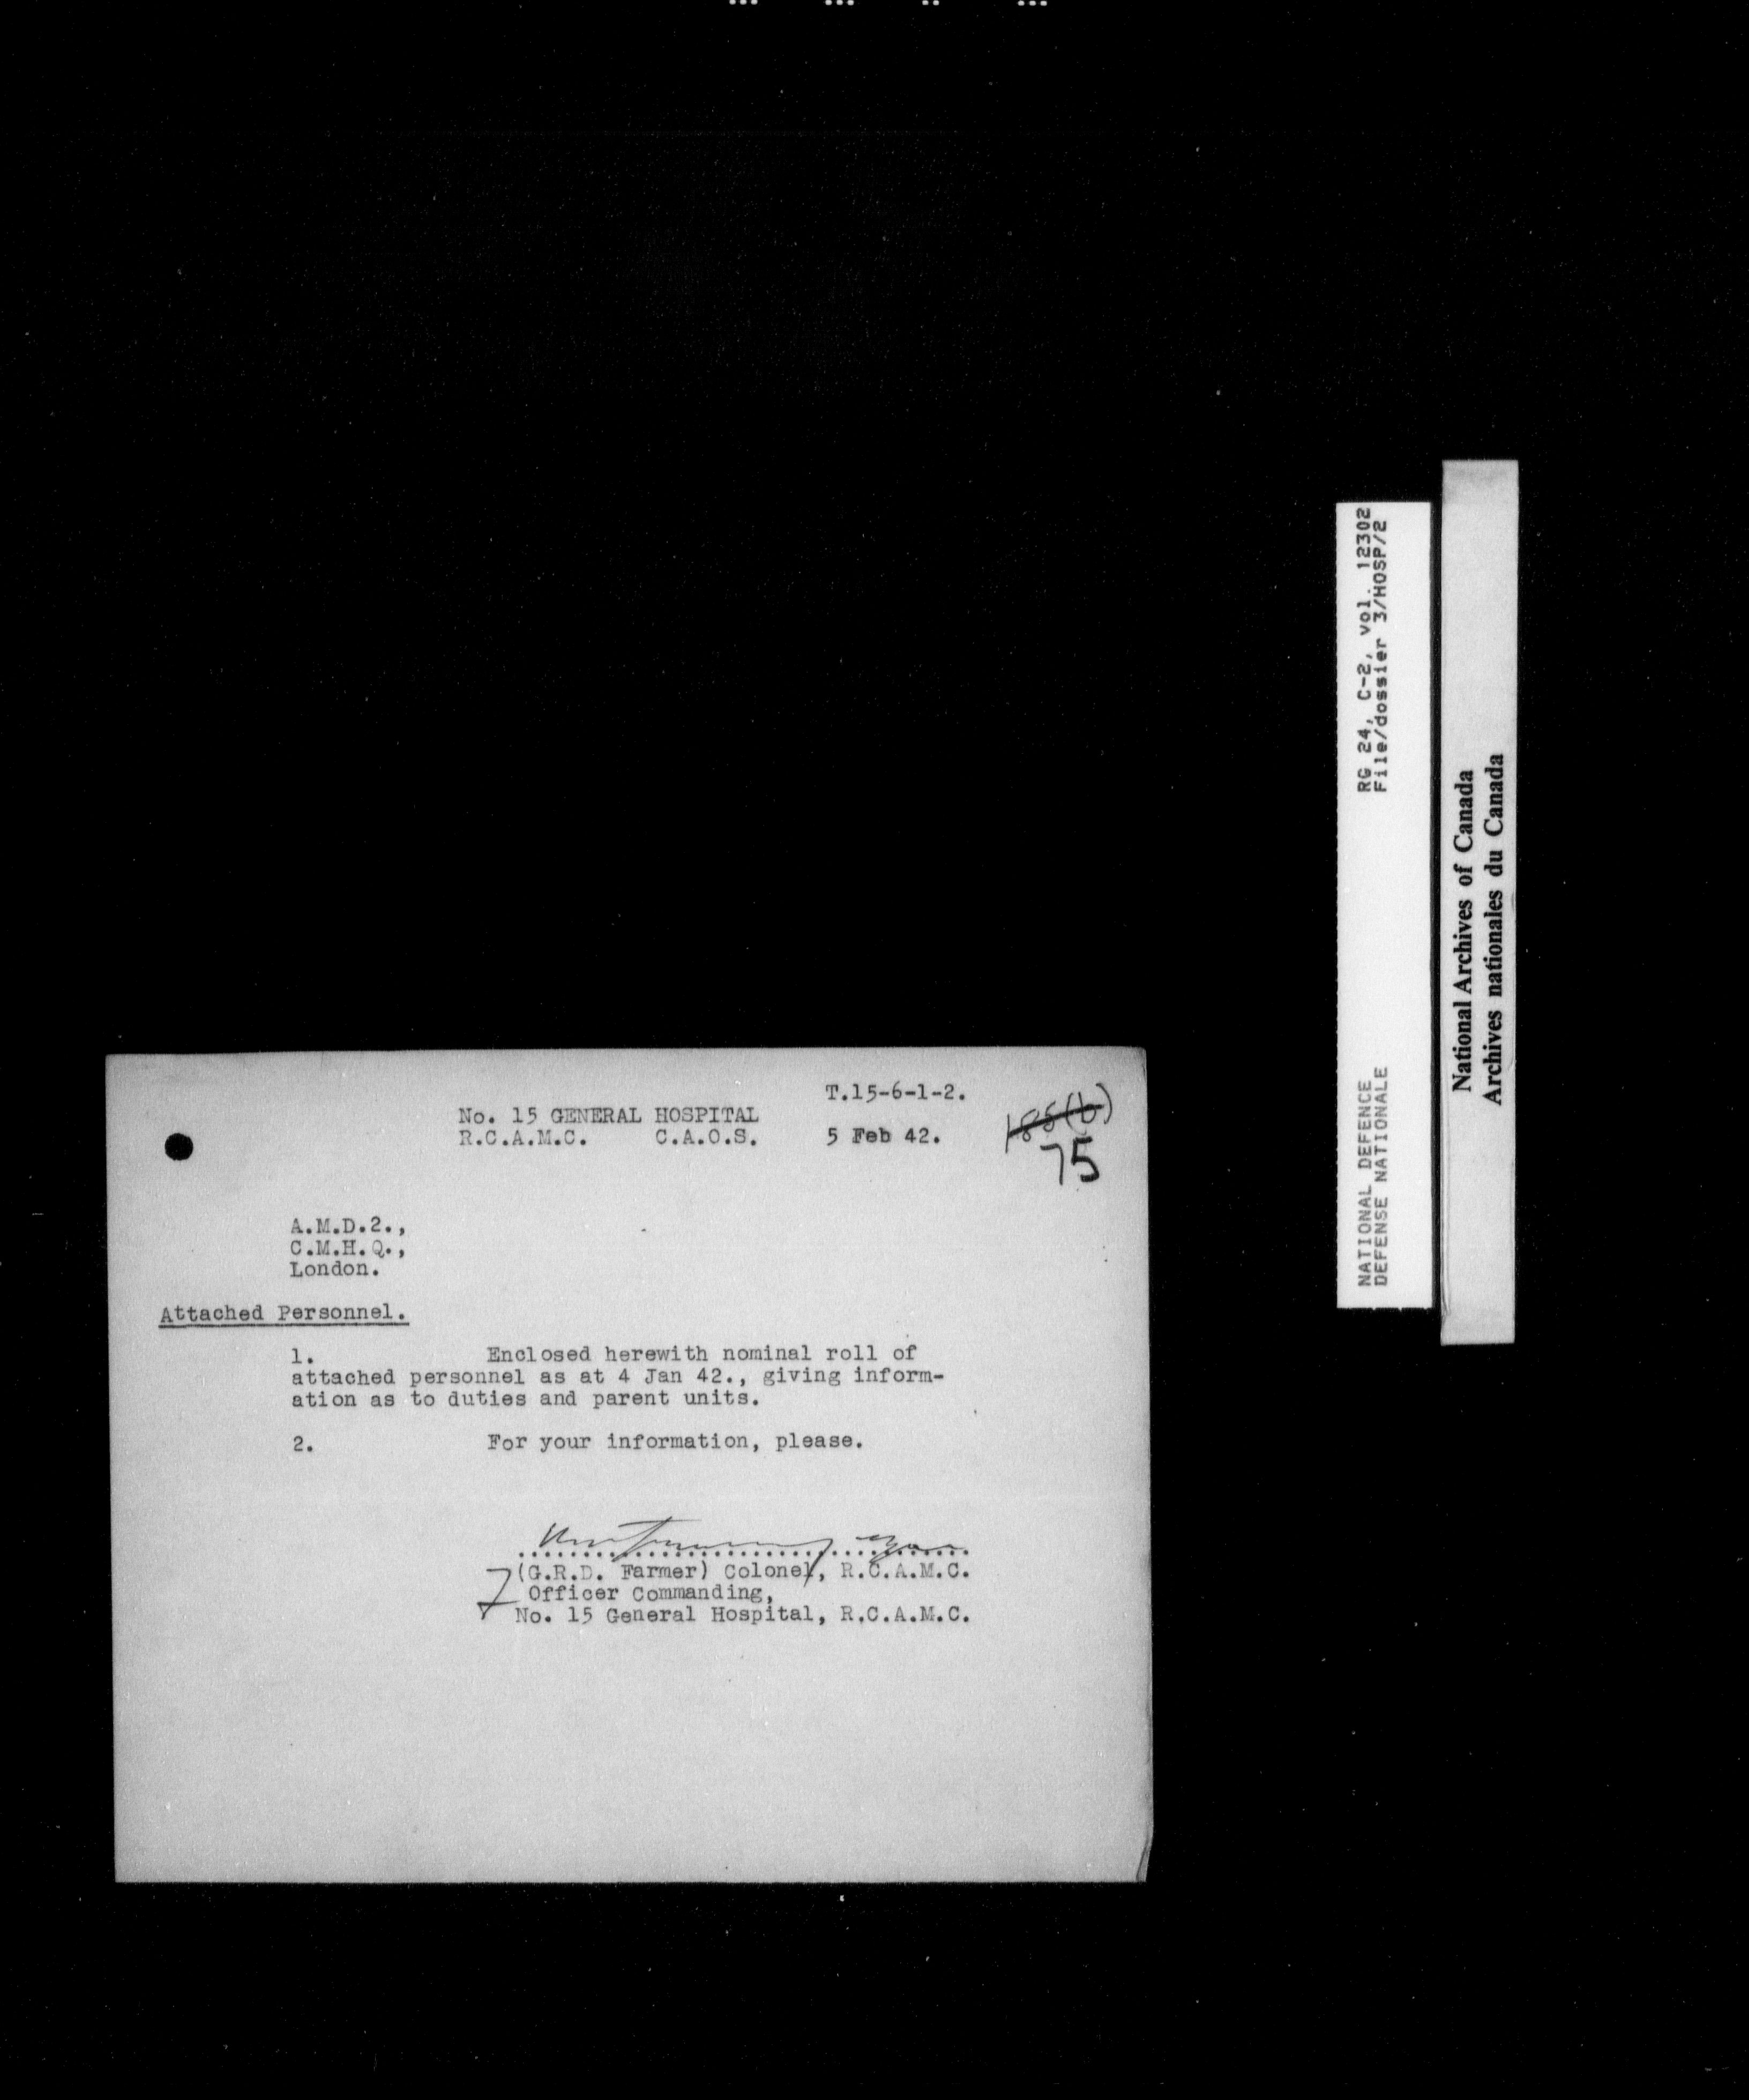 T.15-6-1-2.
No. 15 GENERAL HOSPITAL
R.C.A.M.C. C.A.O.S. 5 Feb 42.
185(b)
75
A.M.D.2.,
C.M.H.Q.,
London.
Attached Personnel.
1. Enclosed herewith nominal roll of
attached personnel as at 4 Jan 42., giving inform-
ation as to duties and parent units.
2. For your information, please.
(G.R.D. Farmer) Colonel, R.C.A.M.C.
Officer Commanding,
No. 15 General Hospital, R.C.A.M.C.
NATIONAL DEFENCE RG 24, C-2, vol. 12302
DEFENSE NATIONALE File/dossier 3/HOSP/2
National Archives of Canada
Archives nationales du Canada